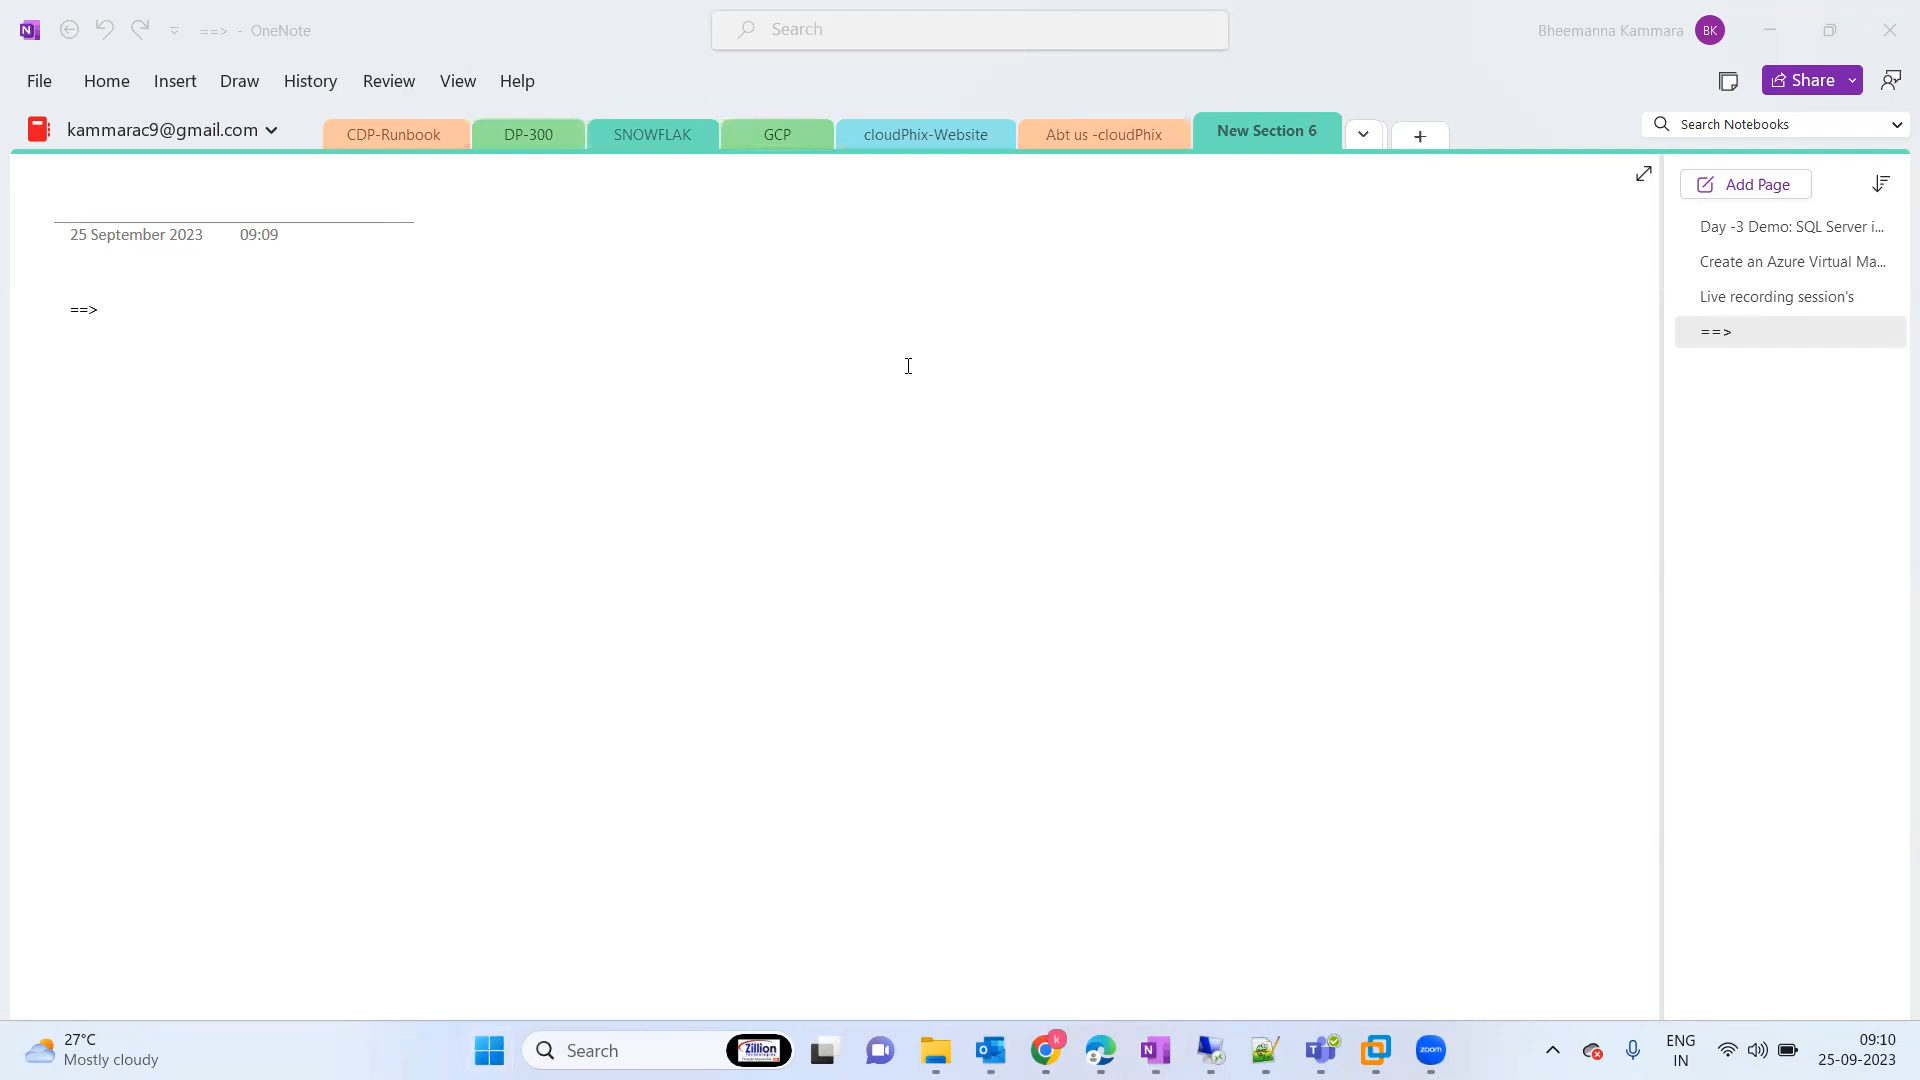 ==> - OneNote
Search
Bheemanna Kammara
BK
File Home Insert Draw History Review View Help
Share
kammarac9@gmail.com
CDP-Runbook
DP-300
SNOWFLAK
GCP
cloudPhix-Website
Abt us -cloudPhix
New Section 6
Search Notebooks
Add Page
25 September 2023 09:09
==>
Day -3 Demo: SQL Server i...
Create an Azure Virtual Ma...
Live recording session's
==>
27°C
Mostly cloudy
Search
Zillion
k
zoom
ENG
IN
09:10
25-09-2023